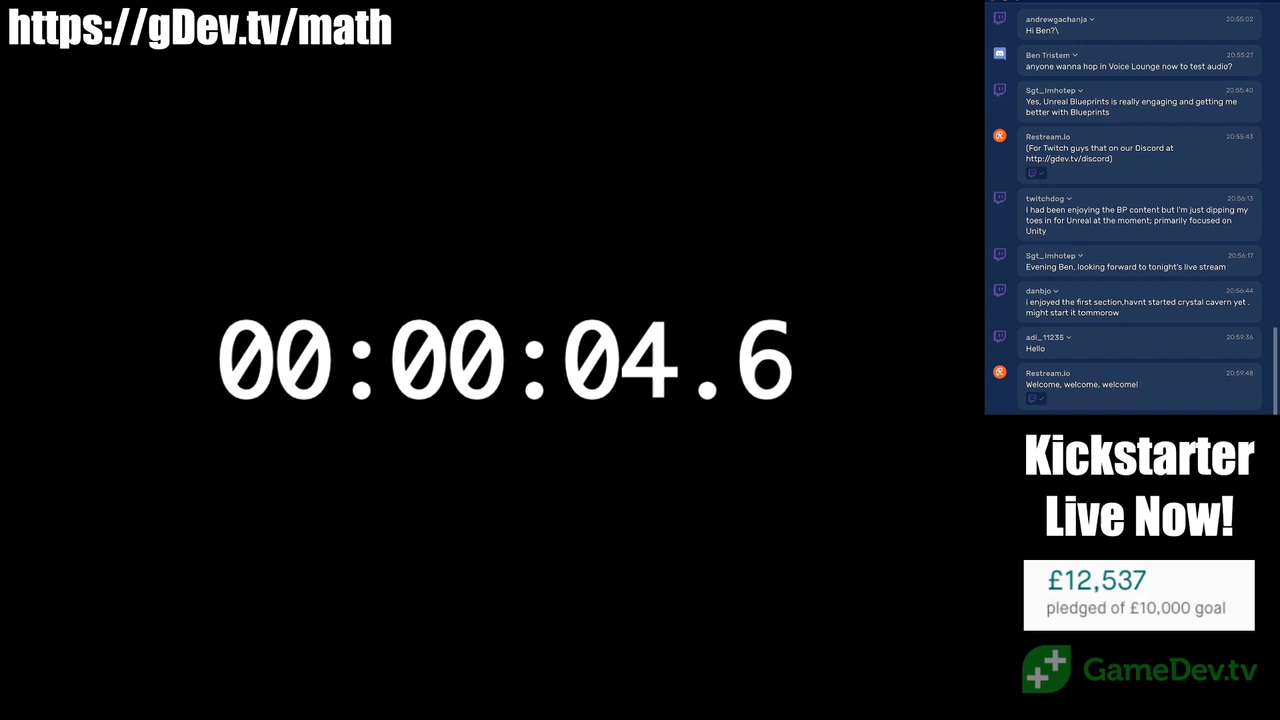 https://gDev.tv/math
00:00:04.6
andrewgachanja 20:55:02
Hi Ben?\
Ben Tristem 20:55:27
anyone wanna hop in Voice Lounge now to test audio?
Sgt_Imhotep 20:55:40
Yes, Unreal Blueprints is really engaging and getting me
better with Blueprints
Restream.io 20:55:43
(For Twitch guys that on our Discord at
http://gdev.tv/discord)
twitchdog 20:56:13
I had been enjoying the BP content but I'm just dipping my
toes in for Unreal at the moment; primarily focused on
Unity
Sgt_Imhotep 20:56:17
Evening Ben, looking forward to tonight's live stream
danbjo 20:56:44
i enjoyed the first section,havnt started crystal cavern yet .
might start it tommorow
adi_11235 20:59:36
Hello
Restream.io 20:59:48
Welcome, welcome, welcome!
Kickstarter
Live Now!
£12,537
pledged of £10,000 goal
GameDev.tv